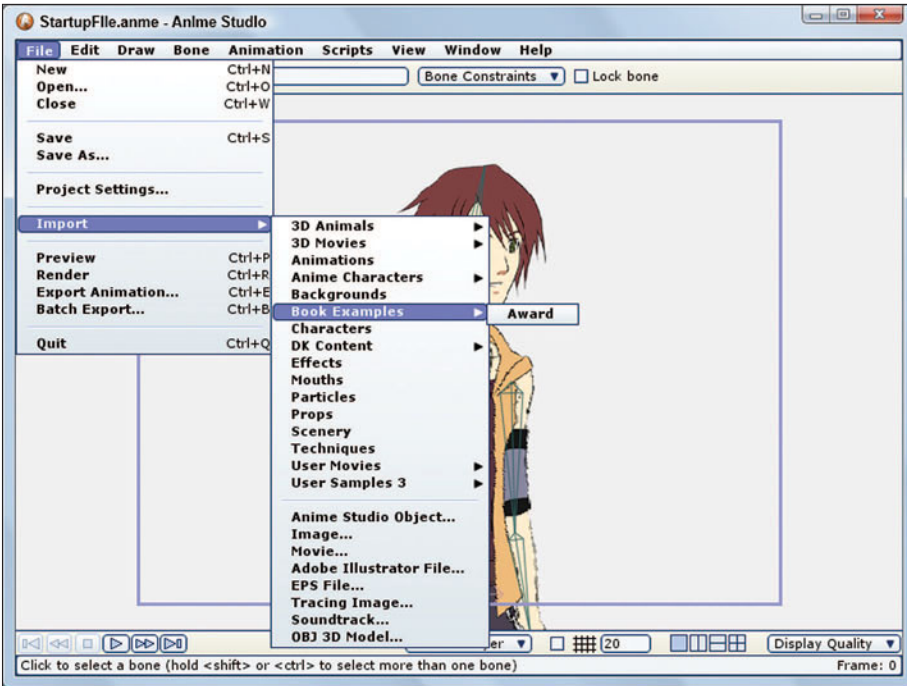 StartupFIle.anme - AnIme StudIo
File Edit Draw Bone Animation Scripts View Window Help
Bone Constraints Lock bone
New Ctrl+N
Open... Ctrl+O
Close Ctrl+W
Save Ctrl+S
Save As...
Project Settings...
Import
Preview Ctrl+P
Render Ctrl+R
Export Animation... Ctrl+E
Batch Export... Ctrl+B
Quit Ctrl+Q
3D Animals
3D Movies
Animations
Anime Characters
Backgrounds
Book Examples
Characters
DK Content
Effects
Mouths
Particles
Props
Scenery
Techniques
User Movies
User Samples 3
Anime Studio Object...
Image...
Movie...
Adobe Illustrator File...
EPS File...
Tracing Image...
Soundtrack...
OBJ 3D Model...
Award
20 Display Quality
Click to select a bone (hold <shift> or <ctrl> to select more than one bone) Frame: 0